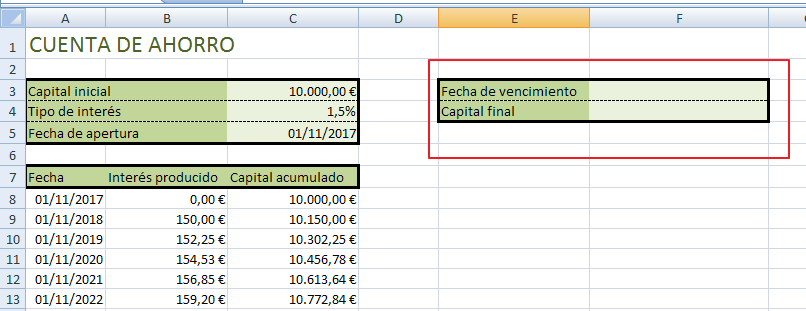 A B C D E F
1 CUENTA DE AHORRO
2
3 Capital inicial 10.000,00 € Fecha de vencimiento
4 Tipo de interés 1,5% Capital final
5 Fecha de apertura 01/11/2017
6
7 Fecha Interés producido Capital acumulado
8 01/11/2017 0,00 € 10.000,00 €
9 01/11/2018 150,00 € 10.150,00 €
10 01/11/2019 152,25 € 10.302,25 €
11 01/11/2020 154,53 € 10.456,78 €
12 01/11/2021 156,85 € 10.613,64 €
13 01/11/2022 159,20 € 10.772,84 €